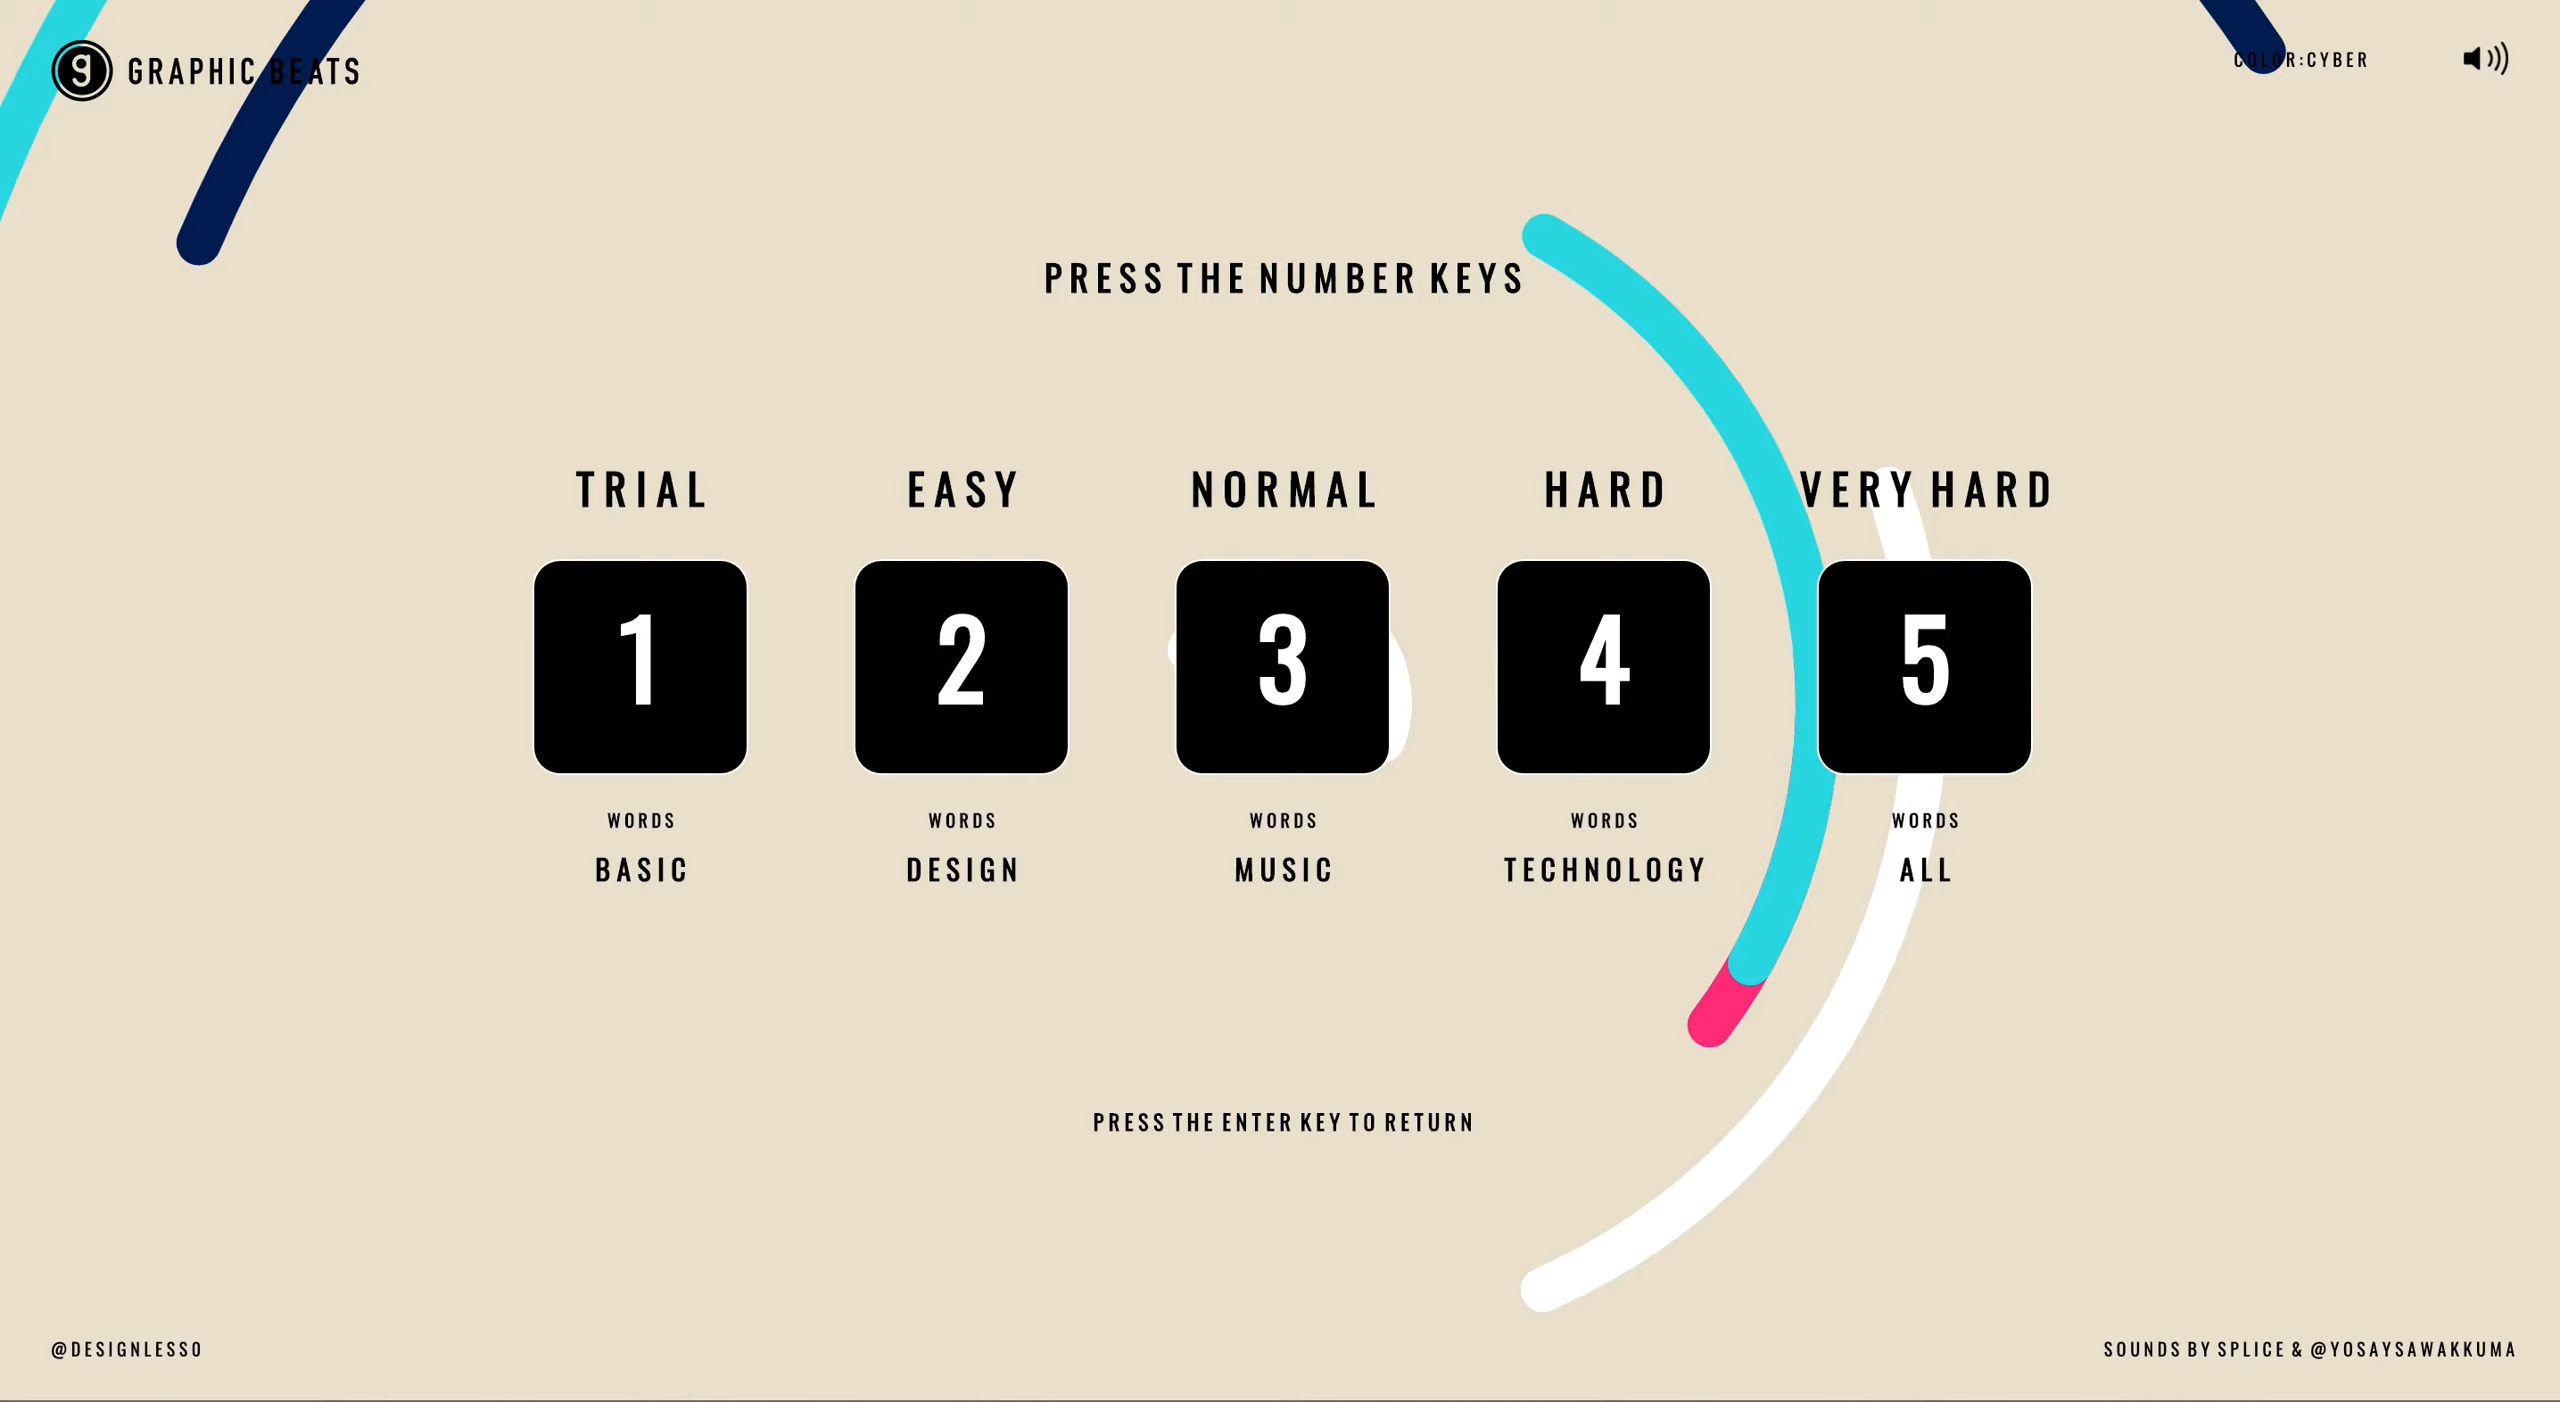 g GRAPHIC BEATS
COLOR:CYBER
PRESS THE NUMBER KEYS
TRIAL EASY NORMAL HARD VERY HARD
1 2 3 4 5
WORDS WORDS WORDS WORDS WORDS
BASIC DESIGN MUSIC TECHNOLOGY ALL
PRESS THE ENTER KEY TO RETURN
@DESIGNLESSO SOUNDS BY SPLICE & @YOSAYSAWAKKUMA